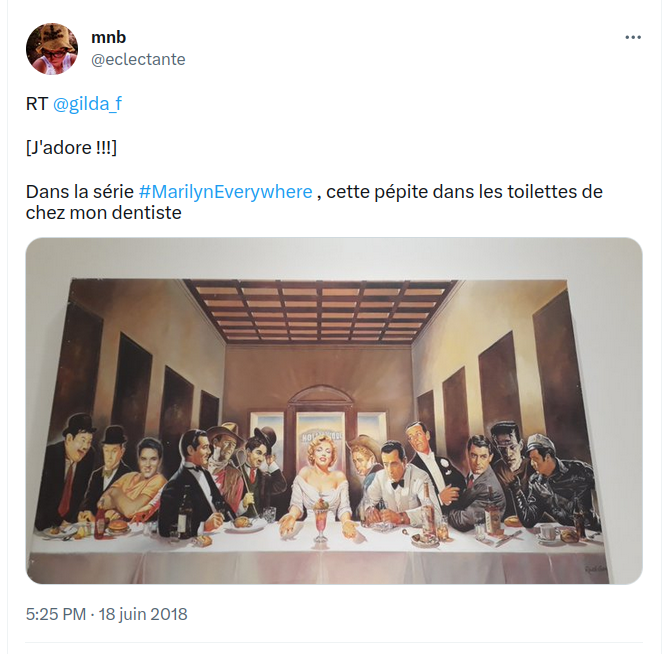 mnb
@eclectante
RT @gilda_f
[J'adore !!!]
Dans la série #MarilynEverywhere , cette pépite dans les toilettes de
chez mon dentiste
HOLLYWOOD
5:25 PM · 18 juin 2018